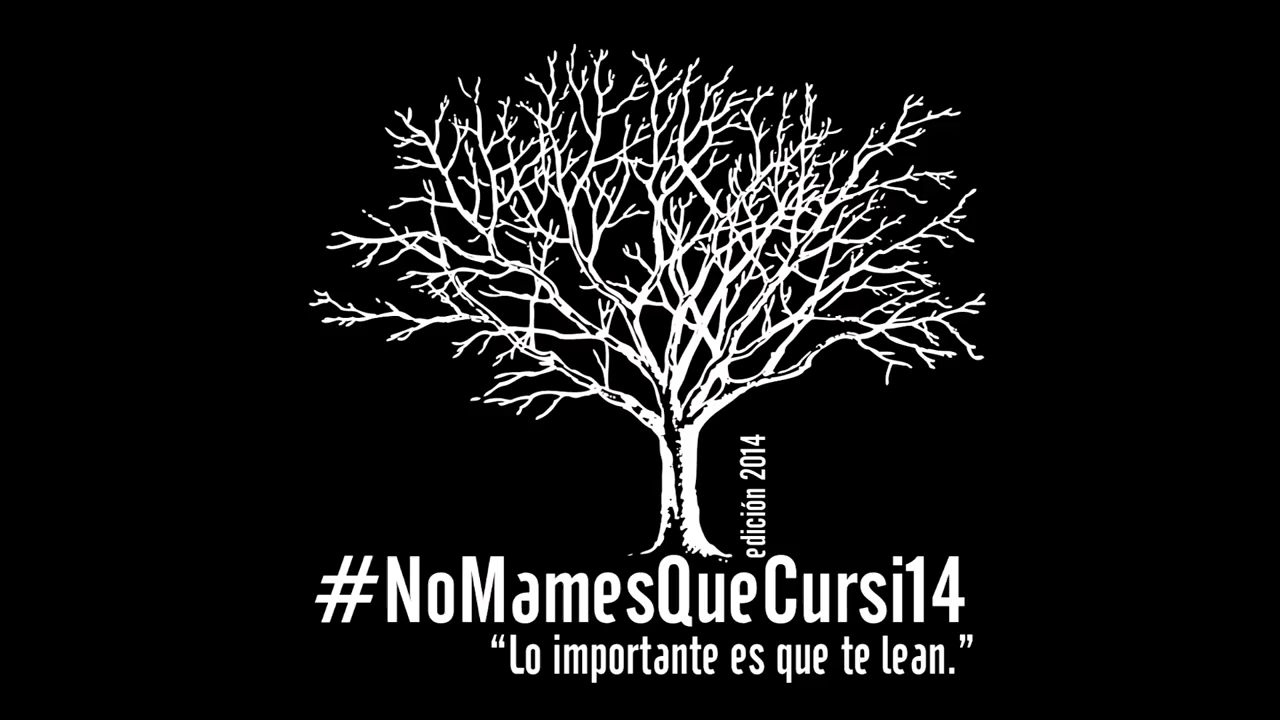 edición 2014
#NoMamesQueCursi14
“Lo importante es que te lean.”